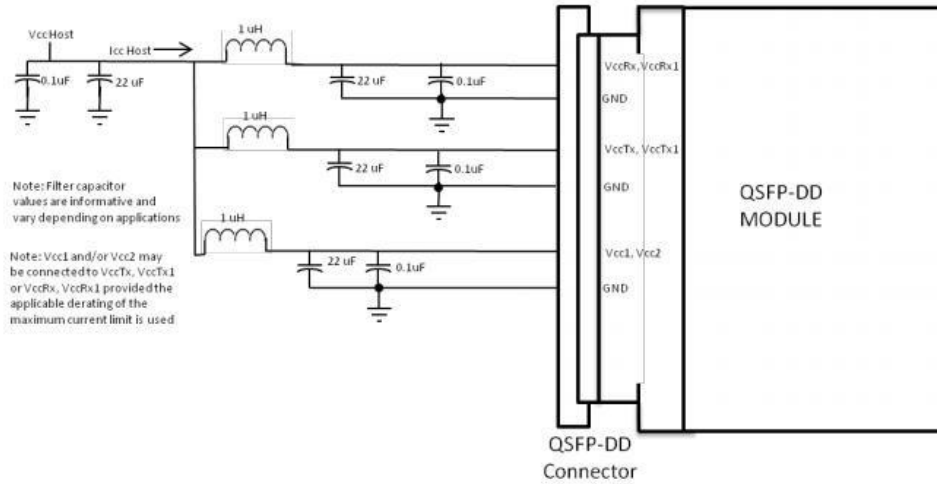 1 uH
Vcc Host
Icc Host
0.1uF
22 uF
22 uF
0.1uF
VccRx, VccRx1
GND
1 uH
22 uF
0.1uF
VccTx, VccTx1
GND
Note: Filter capacitor
values are informative and
vary depending on applications
1 uH
Note: Vcc1 and/or Vcc2 may
be connected to VccTx, VccTx1
or VccRx, VccRx1 provided the
applicable derating of the
maximum current limit is used
22 uF
0.1uF
Vcc1, Vcc2
GND
QSFP-DD
MODULE
QSFP-DD
Connector